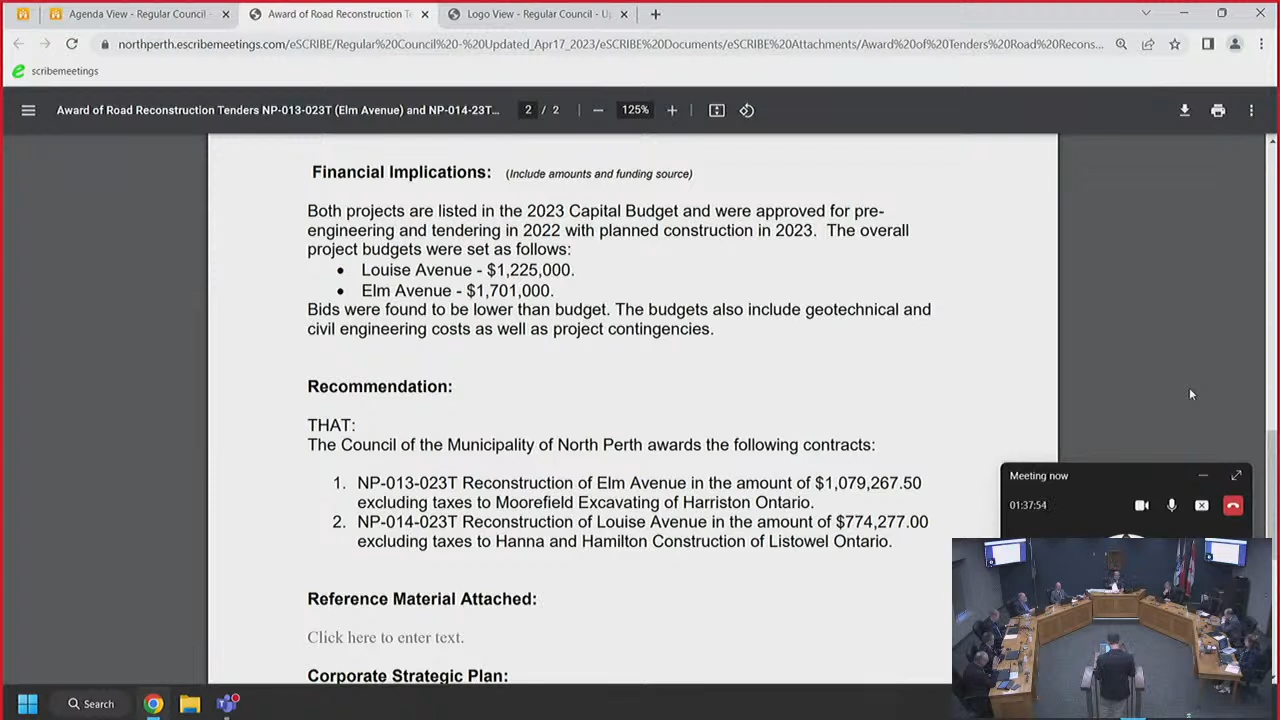 Agenda View - Regular Council -
Award of Road Reconstruction Te
Logo View - Regular Council - U
northperth.escribemeetings.com/eSCRIBE/Regular%20Council%20-%20Updated_Apr17_2023/eSCRIBE%20Documents/eSCRIBE%20Attachments/Award%20of%20Tenders%20Road%20Recons...
scribemeetings
Award of Road Reconstruction Tenders NP-013-023T (Elm Avenue) and NP-014-23T...
2 / 2
125%
Financial Implications: (Include amounts and funding source)
Both projects are listed in the 2023 Capital Budget and were approved for pre-
engineering and tendering in 2022 with planned construction in 2023. The overall
project budgets were set as follows:
• Louise Avenue - $1,225,000.
• Elm Avenue - $1,701,000.
Bids were found to be lower than budget. The budgets also include geotechnical and
civil engineering costs as well as project contingencies.
Recommendation:
THAT:
The Council of the Municipality of North Perth awards the following contracts:
1. NP-013-023T Reconstruction of Elm Avenue in the amount of $1,079,267.50
excluding taxes to Moorefield Excavating of Harriston Ontario.
2. NP-014-023T Reconstruction of Louise Avenue in the amount of $774,277.00
excluding taxes to Hanna and Hamilton Construction of Listowel Ontario.
Meeting now
01:37:54
Reference Material Attached:
Click here to enter text.
Corporate Strategic Plan:
Search